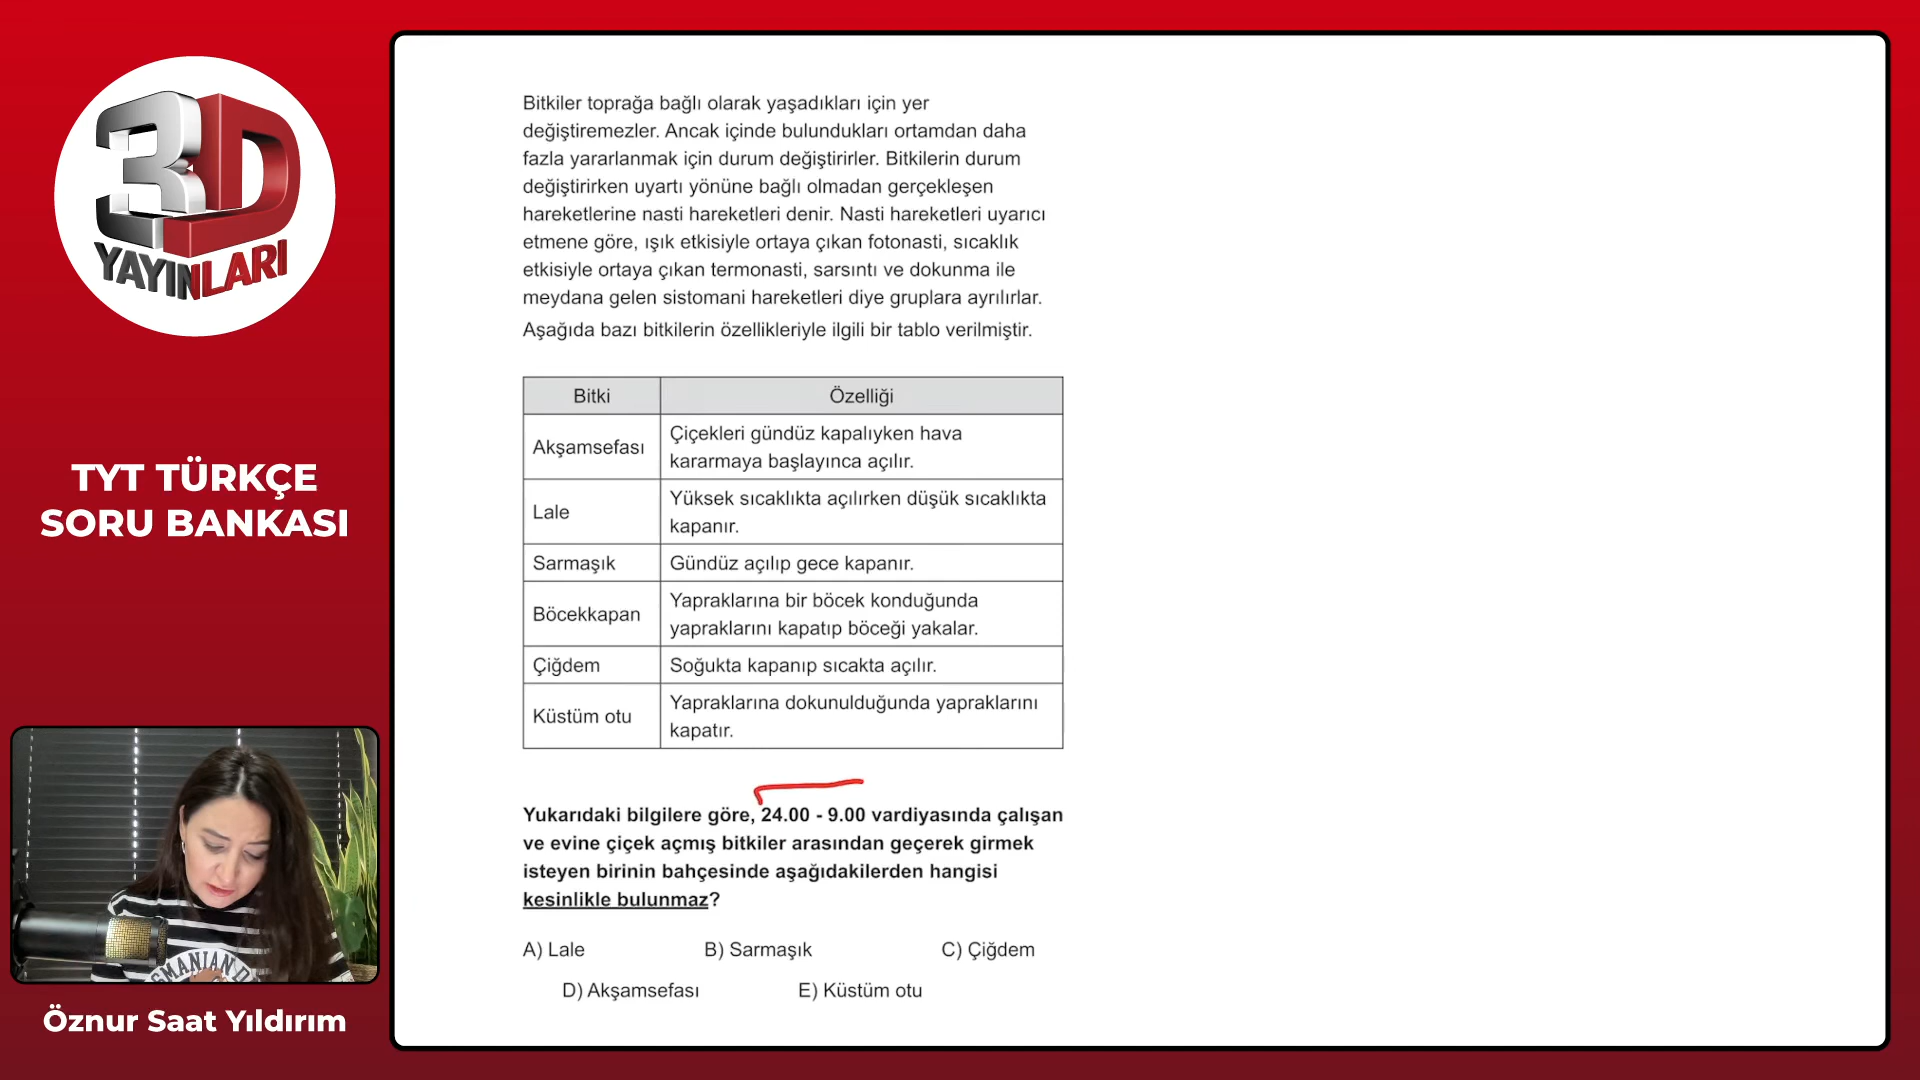 3D
YAYINLARI
TYT TÜRKÇE
SORU BANKASI
Öznur Saat Yıldırım
Bitkiler toprağa bağlı olarak yaşadıkları için yer
değiştiremezler. Ancak içinde bulundukları ortamdan daha
fazla yararlanmak için durum değiştirirler. Bitkilerin durum
değiştirirken uyartı yönüne bağlı olmadan gerçekleşen
hareketlerine nasti hareketleri denir. Nasti hareketleri uyarıcı
etmene göre, ışık etkisiyle ortaya çıkan fotonasti, sıcaklık
etkisiyle ortaya çıkan termonasti, sarsıntı ve dokunma ile
meydana gelen sistomani hareketleri diye gruplara ayrılırlar.
Aşağıda bazı bitkilerin özellikleriyle ilgili bir tablo verilmiştir.
Bitki Özelliği
Akşamsefası Çiçekleri gündüz kapalıyken hava
kararmaya başlayınca açılır.
Lale Yüksek sıcaklıkta açılırken düşük sıcaklıkta
kapanır.
Sarmaşık Gündüz açılıp gece kapanır.
Böcekkapan Yapraklarına bir böcek konduğunda
yapraklarını kapatıp böceği yakalar.
Çiğdem Soğukta kapanıp sıcakta açılır.
Küstüm otu Yapraklarına dokunulduğunda yapraklarını
kapatır.
Yukarıdaki bilgilere göre, 24.00 - 9.00 vardiyasında çalışan
ve evine çiçek açmış bitkiler arasından geçerek girmek
isteyen birinin bahçesinde aşağıdakilerden hangisi
kesinlikle bulunmaz?
A) Lale B) Sarmaşık C) Çiğdem
D) Akşamsefası E) Küstüm otu